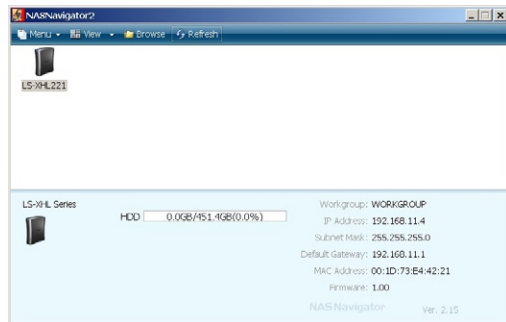 NASNavigator2
Menu View Browse Refresh
LS-XHL221
LS-XHL Series
HDD 0.0GB/451.4GB(0.0%)
Workgroup: WORKGROUP
IP Address: 192.168.11.4
Subnet Mask: 255.255.255.0
Default Gateway: 192.168.11.1
MAC Address: 00:1D:73:E4:42:21
Firmware: 1.00
NASNavigator Ver. 2.15